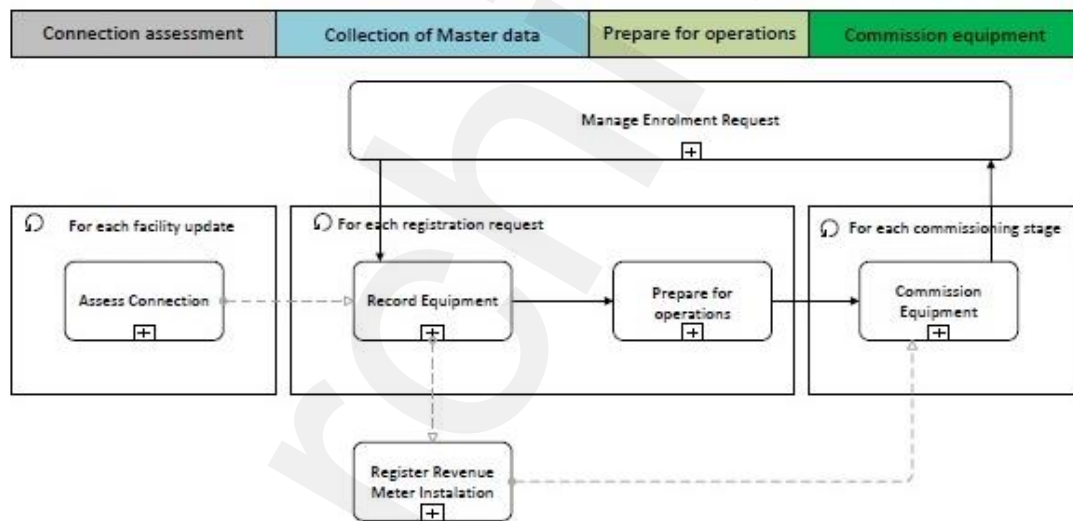 Connection assessment
Collection of Master data
Prepare for operations
Commission equipment
Manage Enrolment Request
For each facility update
For each registration request
For each commissioning stage
Assess Connection
Record Equipment
Prepare for
operations
Commission
Equipment
Register Revenue
Meter Instalation